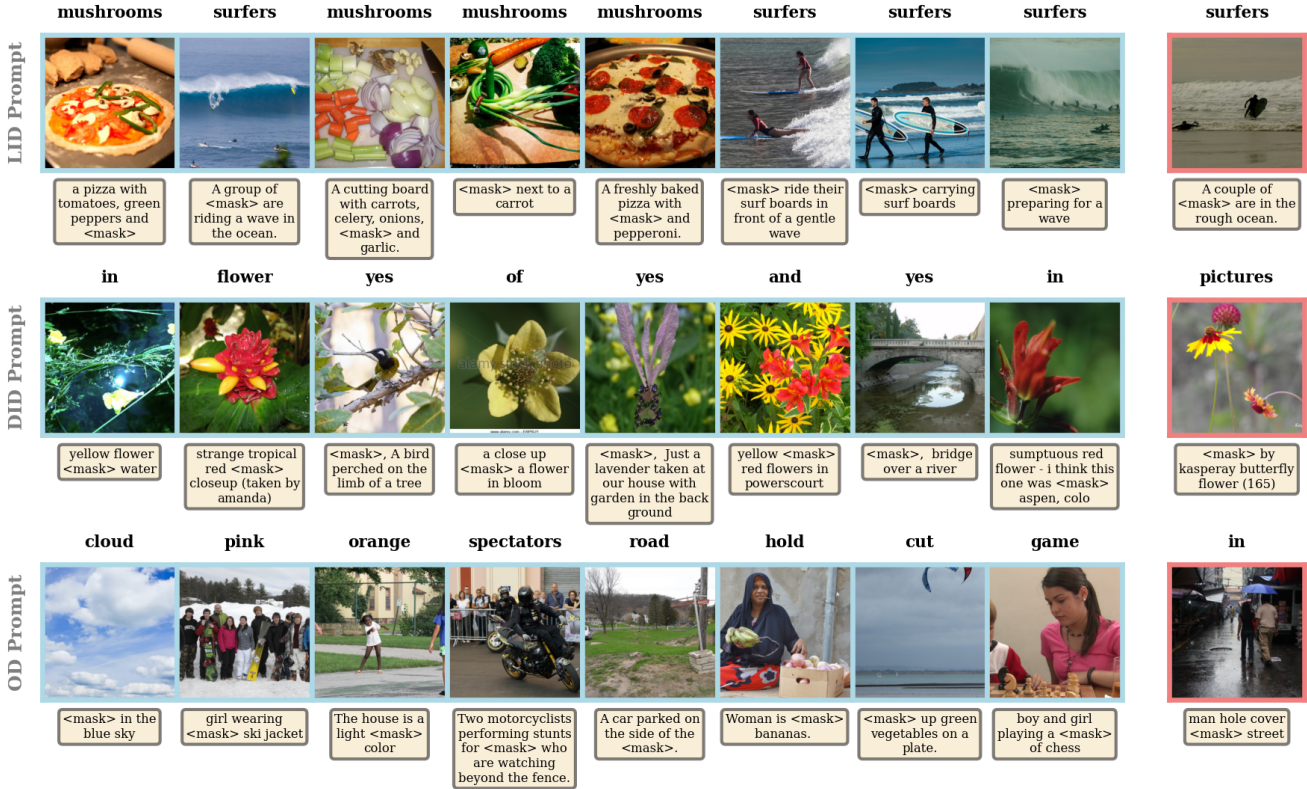 mushrooms surfers mushrooms mushrooms mushrooms surfers surfers surfers surfers
LID Prompt
a pizza with
tomatoes, green
peppers and
<mask>
A group of
<mask> are
riding a wave in
the ocean.
A cutting board
with carrots,
celery, onions,
<mask> and
garlic.
<mask> next to a
carrot
A freshly baked
pizza with
<mask> and
pepperoni.
<mask> ride their
surf boards in
front of a gentle
wave
<mask> carrying
surf boards
<mask>
preparing for a
wave
A couple of
<mask> are in the
rough ocean.
in flower yes of yes and yes in pictures
DID Prompt
yellow flower
<mask> water
strange tropical
red <mask>
closeup (taken by
amanda)
<mask>, A bird
perched on the
limb of a tree
a close up
<mask> a flower
in bloom
<mask>, Just a
lavender taken at
our house with
garden in the back
ground
yellow <mask>
red flowers in
powerscourt
<mask>, bridge
over a river
sumptuous red
flower - i think this
one was <mask>
aspen, colo
<mask> by
kasperay butterfly
flower (165)
cloud pink orange spectators road hold cut game in
OD Prompt
<mask> in the
blue sky
girl wearing
<mask> ski jacket
The house is a
light <mask>
color
Two motorcyclists
performing stunts
for <mask> who
are watching
beyond the fence.
A car parked on
the side of the
<mask>.
Woman is <mask>
bananas.
<mask> up green
vegetables on a
plate.
boy and girl
playing a <mask>
of chess
man hole cover
<mask> street